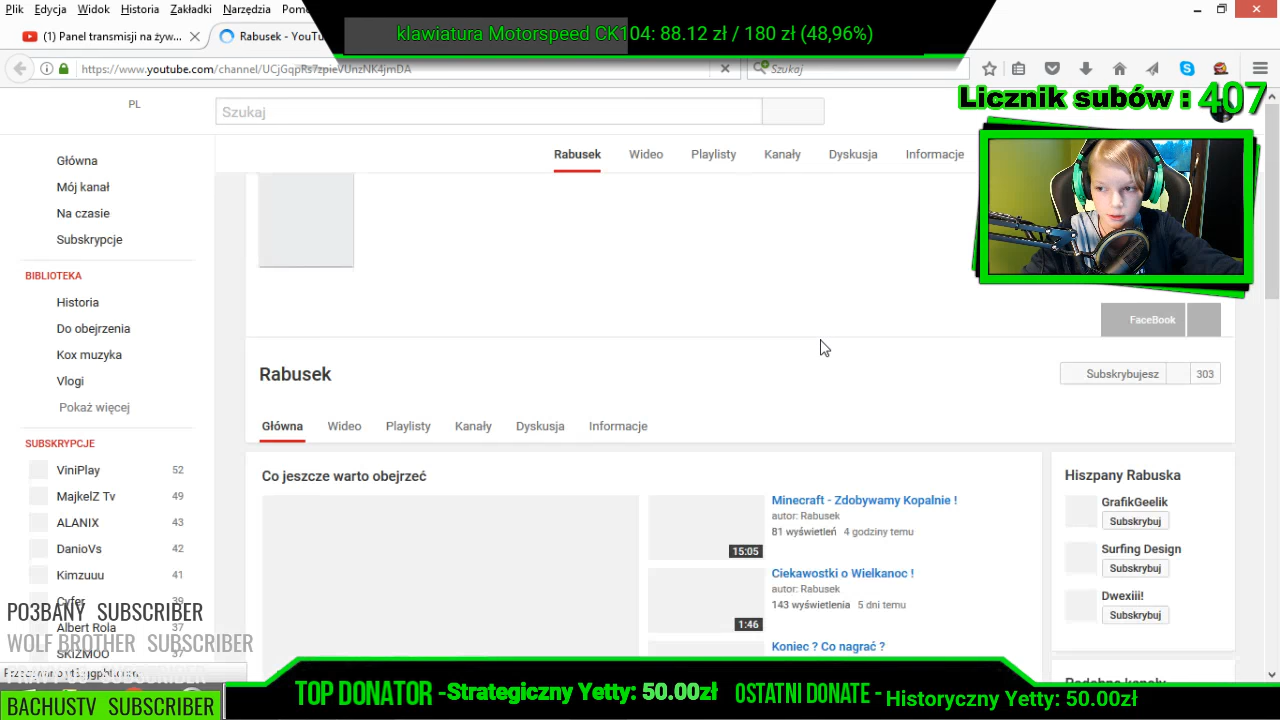 Plik Edycja Widok Historia Zakładki Narzędzia
klawiatura Motorspeed CK104: 88.12 zł / 180 zł (48,96%)
(1) Panel transmisji na żyw...
Rabusek - YouTu
https://www.youtube.com/channel/UCjGqpRs7zpieVUnzNK4jmDA
Szukaj
Licznik subów : 407
PL
Szukaj
Rabusek Wideo Playlisty Kanały Dyskusja Informacje
Główna
Mój kanał
Na czasie
Subskrypcje
BIBLIOTEKA
Historia
Do obejrzenia
Kox muzyka
Vlogi
Pokaż więcej
SUBSKRYPCJE
ViniPlay 52
MajkelZ Tv 49
ALANIX 43
DanioVs 42
Kimzuuu 41
Cyfer 39
Albert Rola 37
SKIZMOO 37
FaceBook
Rabusek
Subskrybujesz 303
Główna Wideo Playlisty Kanały Dyskusja Informacje
Co jeszcze warto obejrzeć
15:05
Minecraft - Zdobywamy Kopalnie !
autor: Rabusek
81 wyświetleń 4 godziny temu
1:46
Ciekawostki o Wielkanoc !
autor: Rabusek
143 wyświetlenia 5 dni temu
Koniec ? Co nagrać ?
Hiszpany Rabuska
GrafikGeelik
Subskrybuj
Surfing Design
Subskrybuj
Dwexiii!
Subskrybuj
Podobne kanały
PO3BANY SUBSCRIBER
WOLF BROTHER SUBSCRIBER
SUBSCRIBER
BACHUSTV SUBSCRIBER
TOP DONATOR -Strategiczny Yetty: 50.00zł
OSTATNI DONATE - Historyczny Yetty: 50.00zł